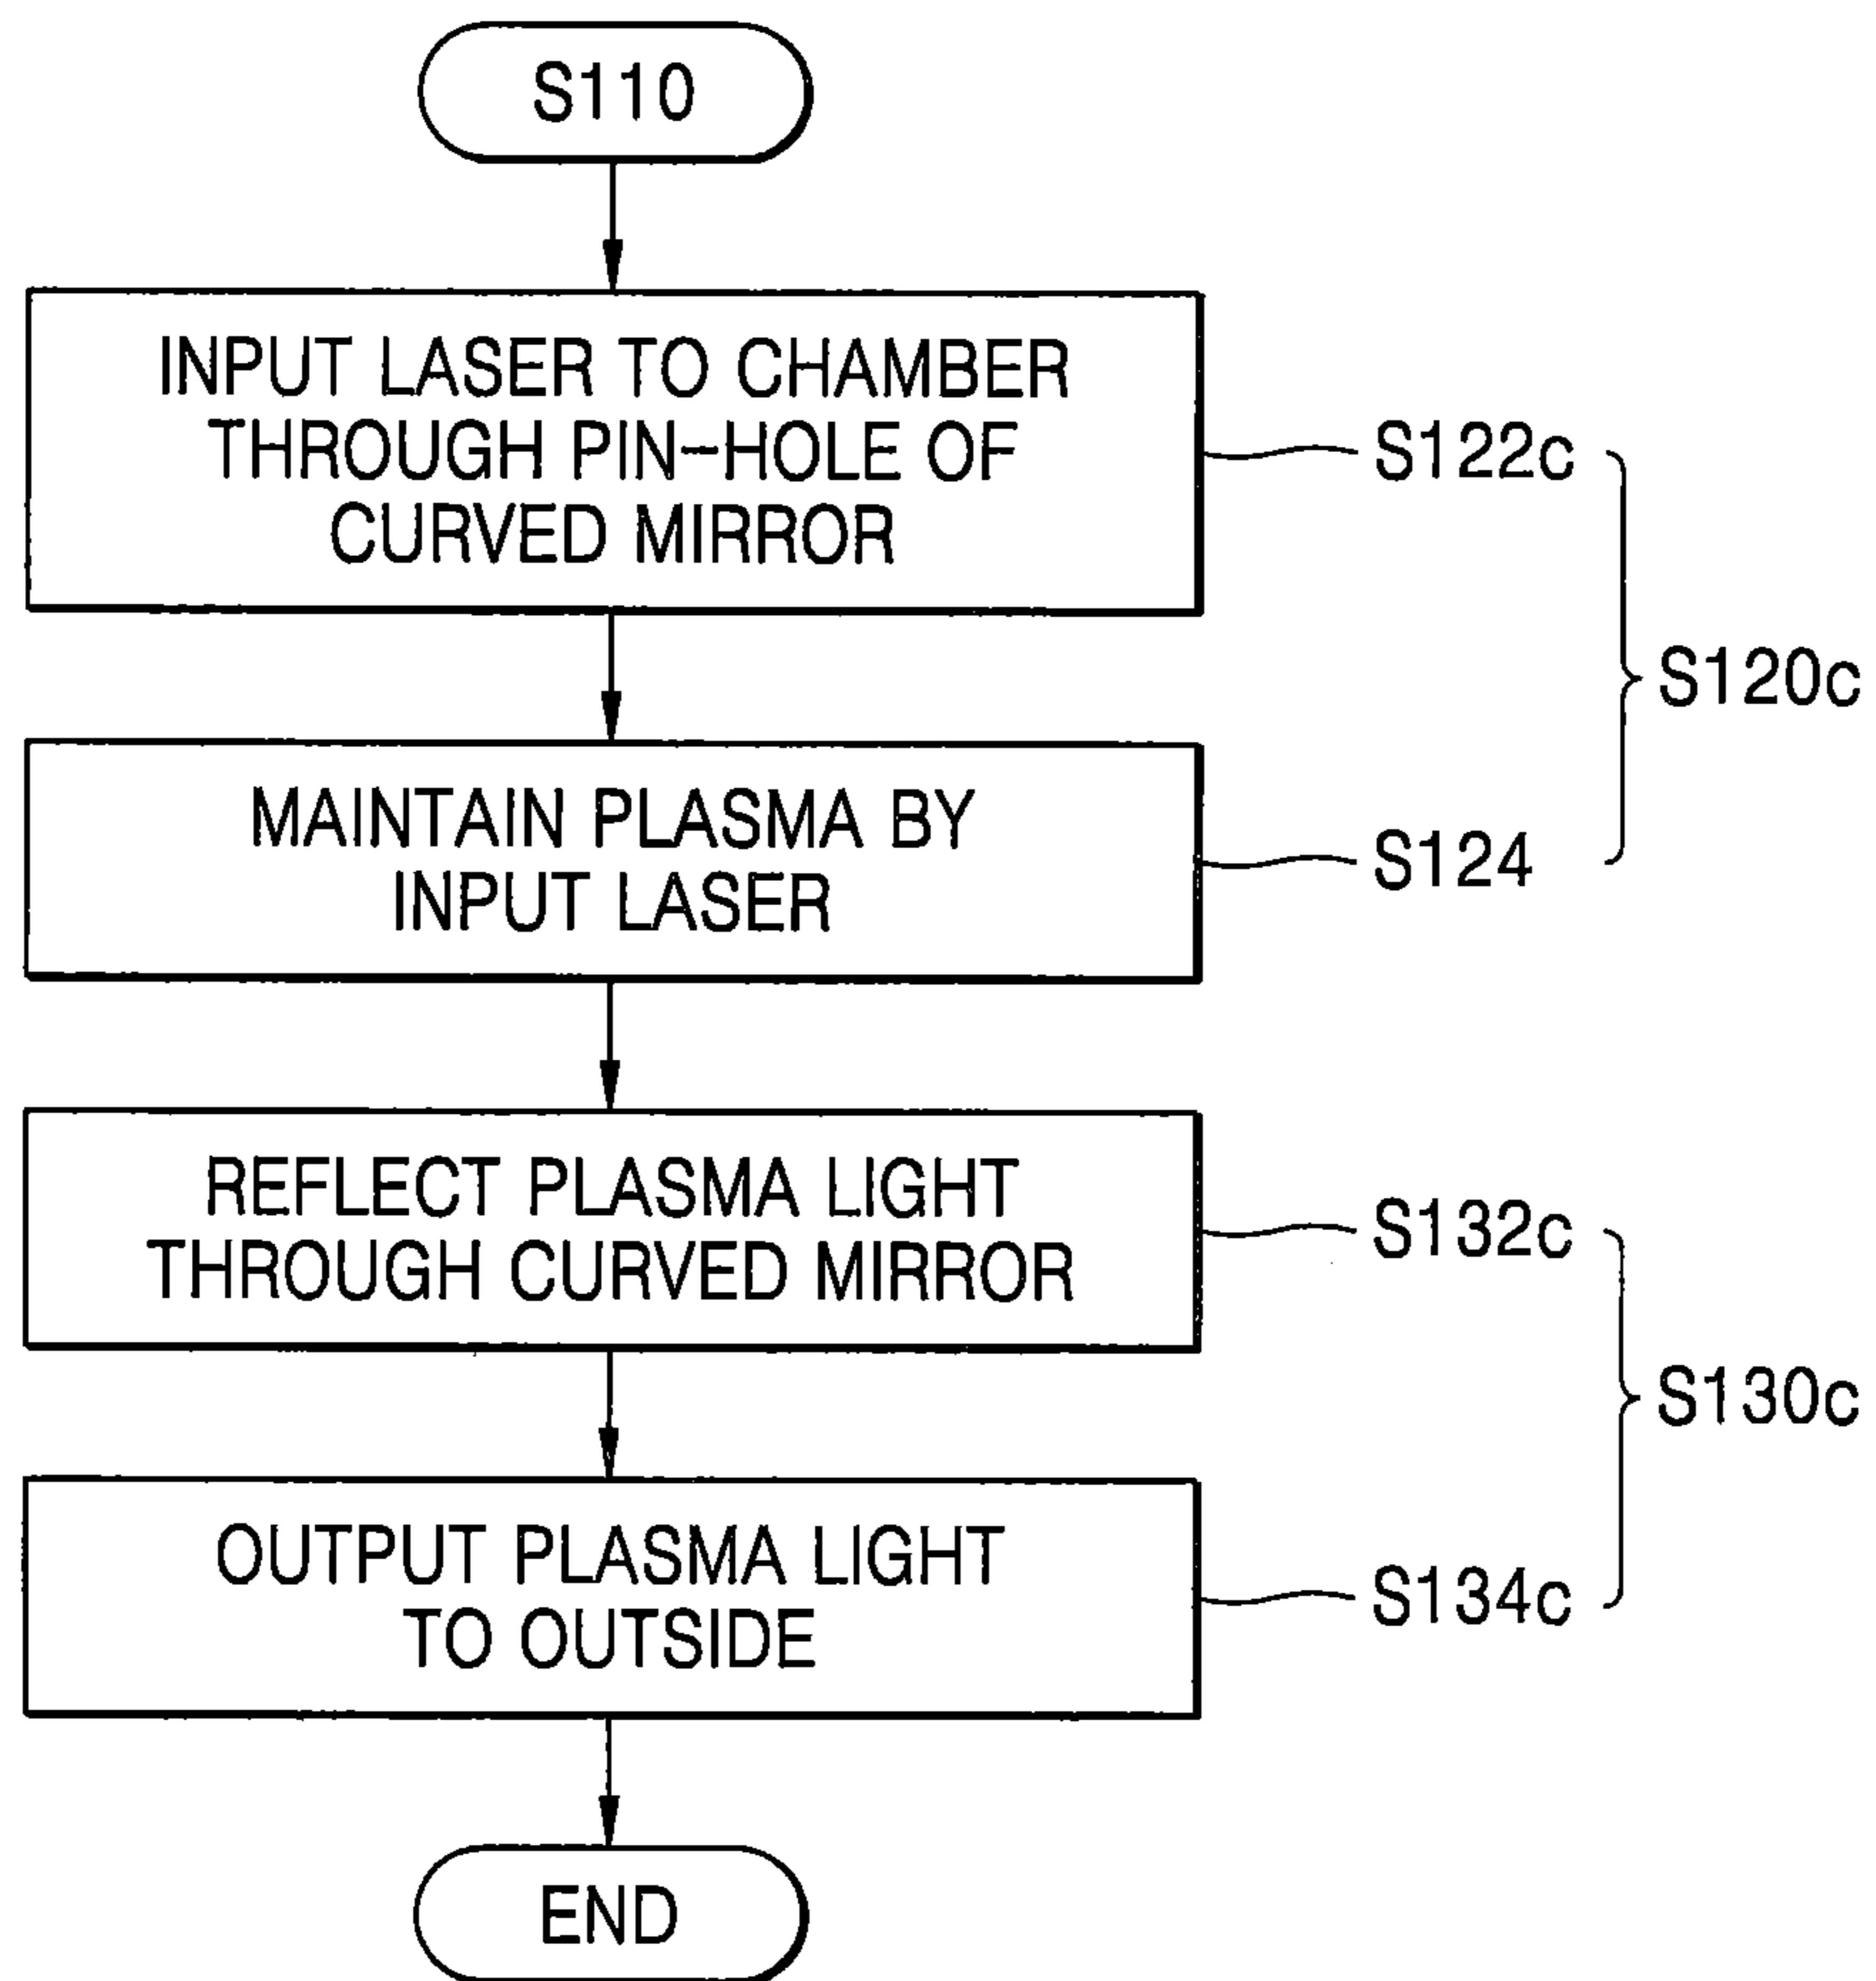 S110
INPUT LASER TO CHAMBER
THROUGH PIN-HOLE OF
CURVED MIRROR
S122c
S120c
MAINTAIN PLASMA BY
INPUT LASER
S124
REFLECT PLASMA LIGHT
THROUGH CURVED MIRROR
S132c
S130c
OUTPUT PLASMA LIGHT
TO OUTSIDE
S134c
END